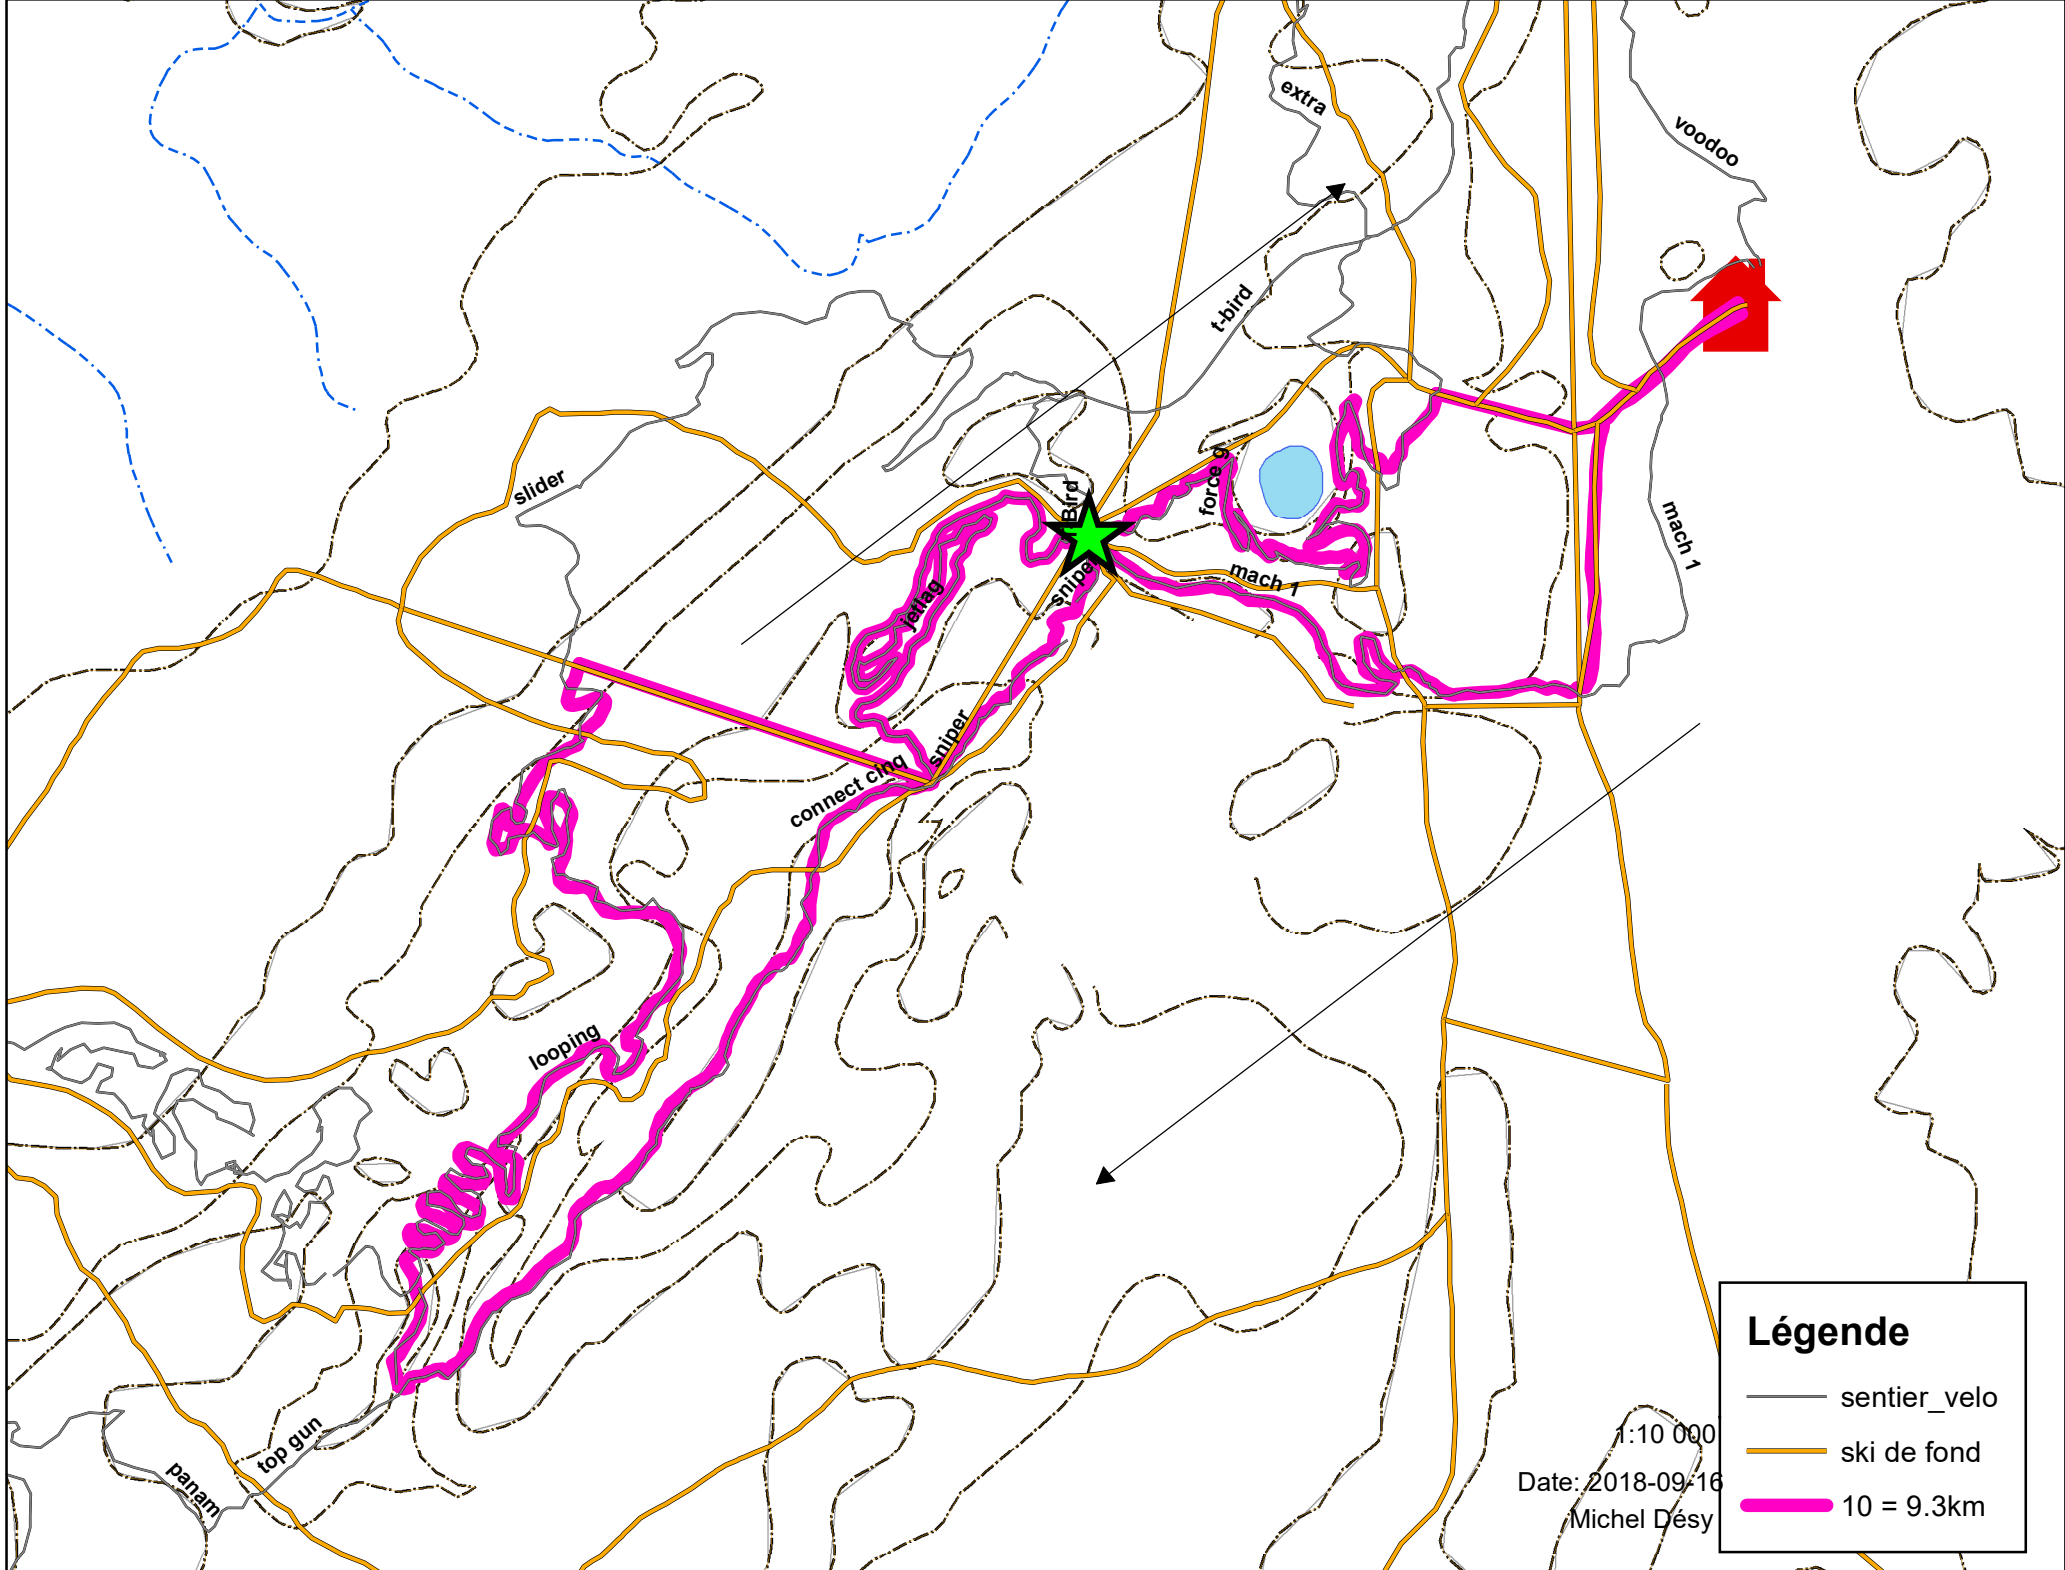 extra
voodoo
t-bird
slider
force 9
Bird
mach 1
mach 1
sniper
jetlag
sniper
connect cinq
looping
top gun
panam
Légende
sentier_velo
ski de fond
10 = 9.3km
1:10 000
Date: 2018-09-16
Michel Désy